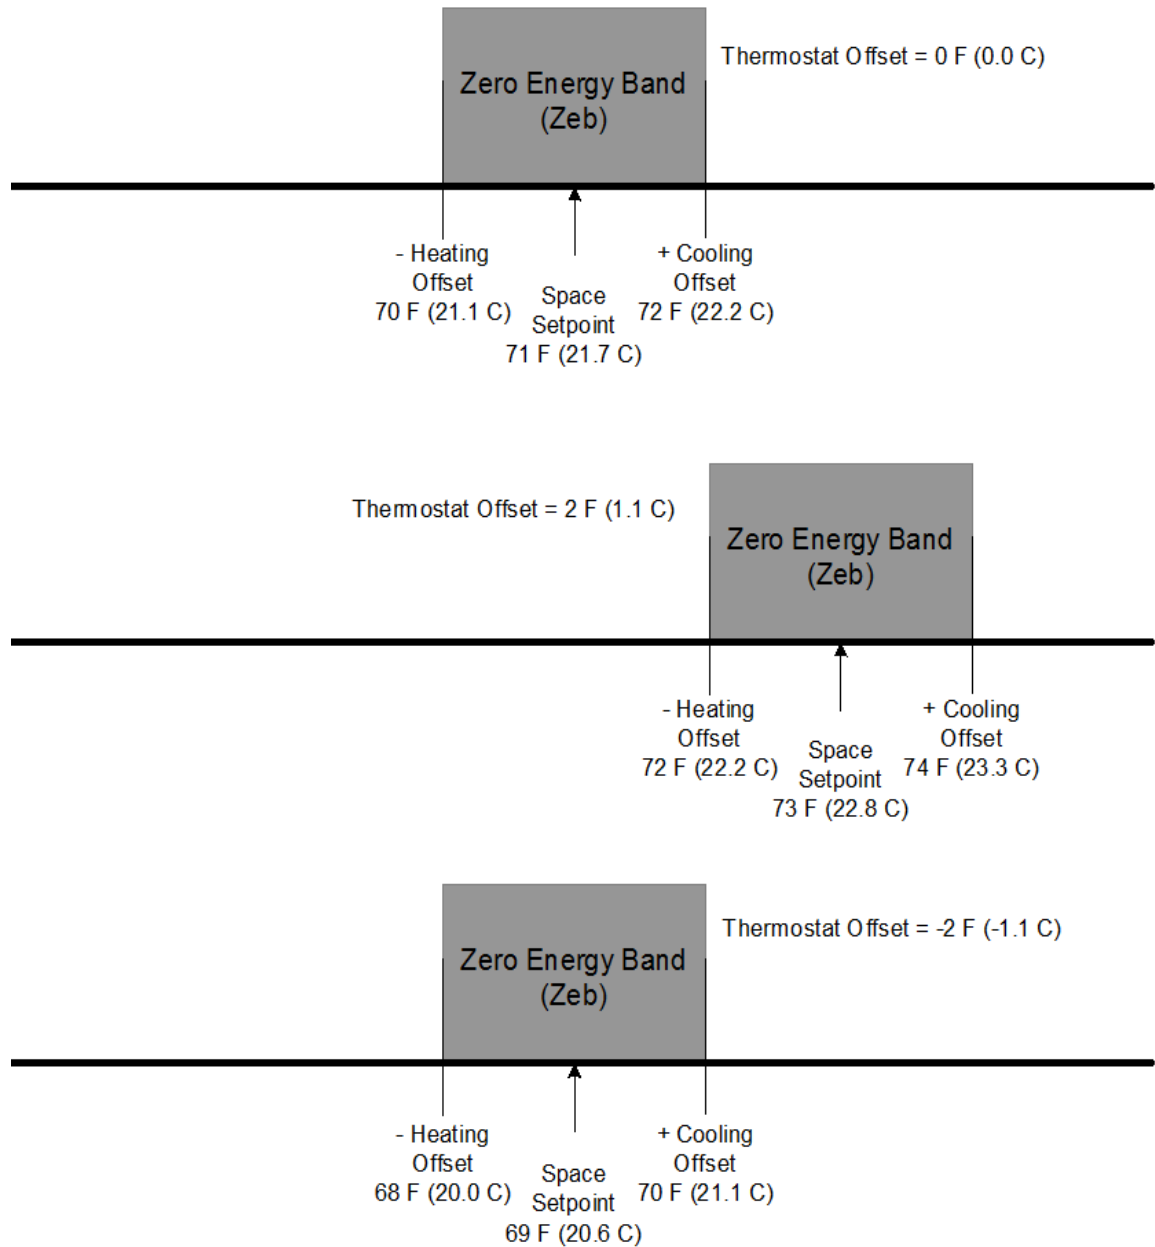 Thermostat Offset = 0 F (0.0 C)
Zero Energy Band
(Zeb)
- Heating
Offset
70 F (21.1 C)
Space
Setpoint
71 F (21.7 C)
+ Cooling
Offset
72 F (22.2 C)
Thermostat Offset = 2 F (1.1 C)
Zero Energy Band
(Zeb)
- Heating
Offset
72 F (22.2 C)
Space
Setpoint
73 F (22.8 C)
+ Cooling
Offset
74 F (23.3 C)
Thermostat Offset = -2 F (-1.1 C)
Zero Energy Band
(Zeb)
- Heating
Offset
68 F (20.0 C)
Space
Setpoint
69 F (20.6 C)
+ Cooling
Offset
70 F (21.1 C)